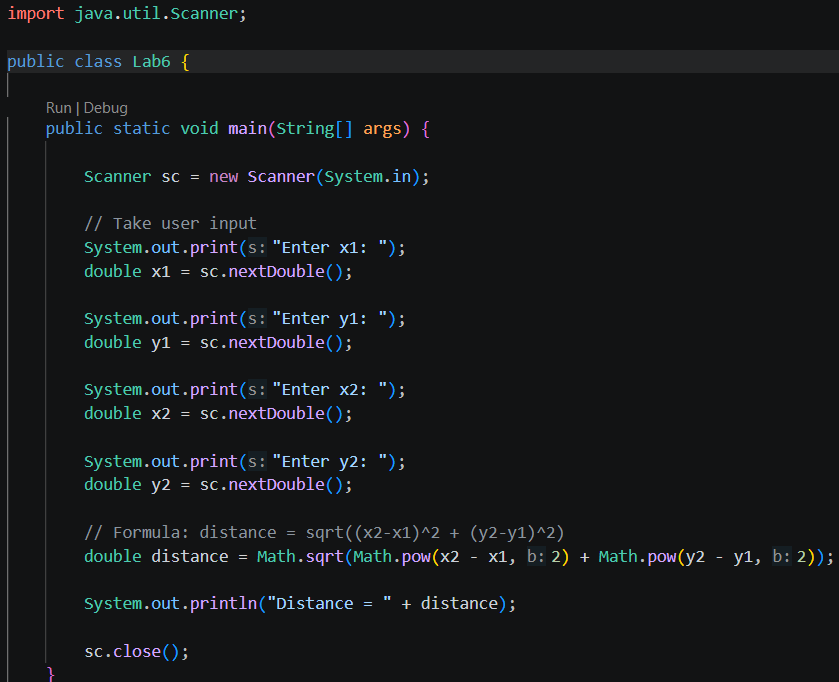 import java.util.Scanner;
public class Lab6 {
Run | Debug
public static void main(String[] args) {
Scanner sc = new Scanner(System.in);
// Take user input
System.out.print(s: "Enter x1: ");
double x1 = sc.nextDouble();
System.out.print(s: "Enter y1: ");
double y1 = sc.nextDouble();
System.out.print(s: "Enter x2: ");
double x2 = sc.nextDouble();
System.out.print(s: "Enter y2: ");
double y2 = sc.nextDouble();
// Formula: distance = sqrt((x2-x1)^2 + (y2-y1)^2)
double distance = Math.sqrt(Math.pow(x2 - x1, b: 2) + Math.pow(y2 - y1, b: 2));
System.out.println("Distance = " + distance);
sc.close();
}